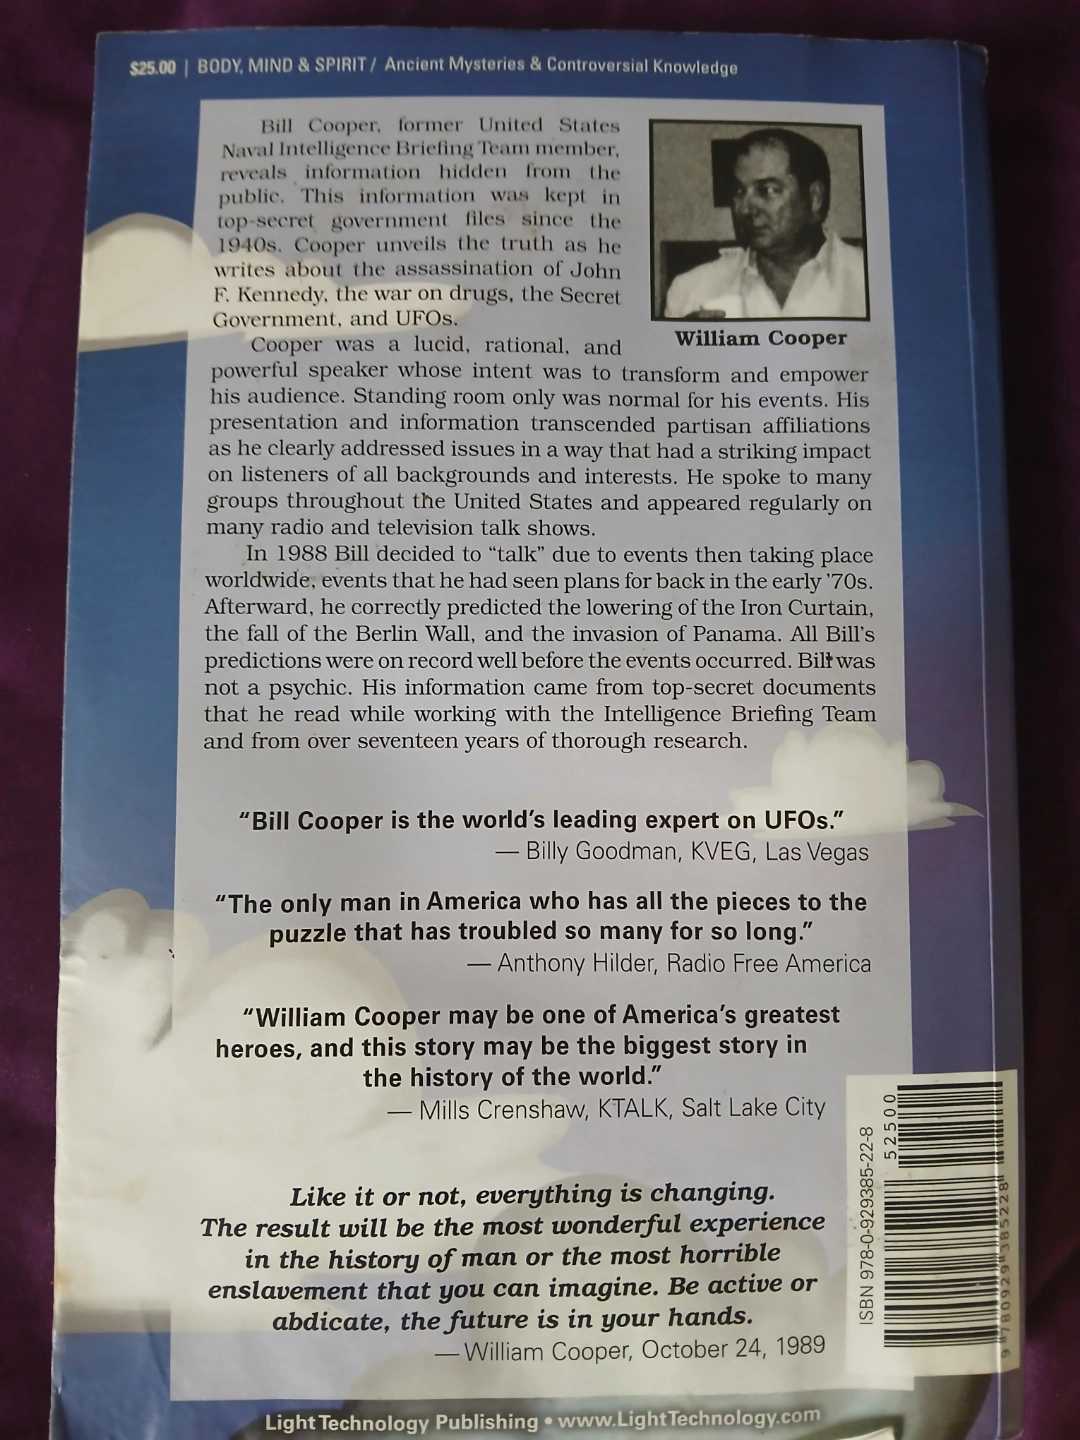 $25.00 | BODY, MIND & SPIRIT / Ancient Mysteries & Controversial Knowledge
Bill Cooper, former United States
Naval Intelligence Briefing Team member,
reveals information hidden from the
public. This information was kept in
top-secret government files since the
1940s. Cooper unveils the truth as he
writes about the assassination of John
F. Kennedy, the war on drugs, the Secret
Government, and UFOs.
William Cooper
Cooper was a lucid, rational, and
powerful speaker whose intent was to transform and empower
his audience. Standing room only was normal for his events. His
presentation and information transcended partisan affiliations
as he clearly addressed issues in a way that had a striking impact
on listeners of all backgrounds and interests. He spoke to many
groups throughout the United States and appeared regularly on
many radio and television talk shows.
In 1988 Bill decided to “talk” due to events then taking place
worldwide, events that he had seen plans for back in the early ’70s.
Afterward, he correctly predicted the lowering of the Iron Curtain,
the fall of the Berlin Wall, and the invasion of Panama. All Bill’s
predictions were on record well before the events occurred. Bill was
not a psychic. His information came from top-secret documents
that he read while working with the Intelligence Briefing Team
and from over seventeen years of thorough research.
“Bill Cooper is the world’s leading expert on UFOs.”
— Billy Goodman, KVEG, Las Vegas
“The only man in America who has all the pieces to the
puzzle that has troubled so many for so long.”
— Anthony Hilder, Radio Free America
“William Cooper may be one of America’s greatest
heroes, and this story may be the biggest story in
the history of the world.”
— Mills Crenshaw, KTALK, Salt Lake City
Like it or not, everything is changing.
The result will be the most wonderful experience
in the history of man or the most horrible
enslavement that you can imagine. Be active or
abdicate, the future is in your hands.
— William Cooper, October 24, 1989
ISBN 978-0-929385-22-8
52500
9 780929 385228
Light Technology Publishing • www.LightTechnology.com